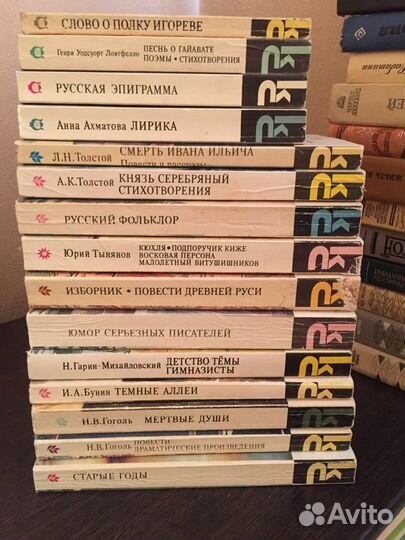 СЛОВО О ПОЛКУ ИГОРЕВЕ
Генри Уодсуорт Лонгфелло ПЕСНЬ О ГАЙАВАТЕ
ПОЭМЫ • СТИХОТВОРЕНИЯ
РУССКАЯ ЭПИГРАММА
Анна Ахматова ЛИРИКА
Л.Н.Толстой СМЕРТЬ ИВАНА ИЛЬИЧА
Повести и рассказы
А.К.Толстой КНЯЗЬ СЕРЕБРЯНЫЙ
СТИХОТВОРЕНИЯ
РУССКИЙ ФОЛЬКЛОР
Юрий Тынянов КЮХЛЯ • ПОДПОРУЧИК КИЖЕ
ВОСКОВАЯ ПЕРСОНА
МАЛОЛЕТНЫЙ ВИТУШИШНИКОВ
ИЗБОРНИК • ПОВЕСТИ ДРЕВНЕЙ РУСИ
ЮМОР СЕРЬЕЗНЫХ ПИСАТЕЛЕЙ
Н.Гарин-Михайловский ДЕТСТВО ТЁМЫ
ГИМНАЗИСТЫ
И.А.Бунин ТЕМНЫЕ АЛЛЕИ
Н.В.Гоголь МЕРТВЫЕ ДУШИ
Н.В.Гоголь ПОВЕСТИ
ДРАМАТИЧЕСКИЕ ПРОИЗВЕДЕНИЯ
СТАРЫЕ ГОДЫ
Avito